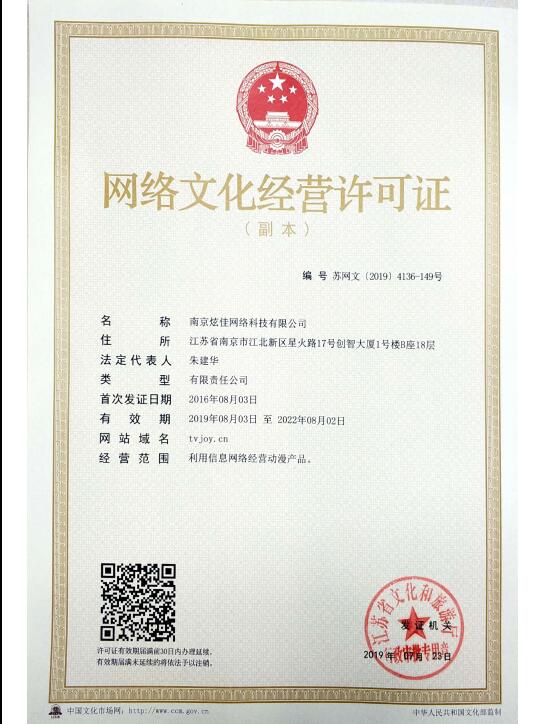 网络文化经营许可证
（副本）
编 号 苏网文〔2019〕4136-149号
名 称 南京炫佳网络科技有限公司
住 所 江苏省南京市江北新区星火路17号创智大厦1号楼B座18层
法定代表人 朱建华
类 型 有限责任公司
首次发证日期 2016年08月03日
有 效 期 2019年08月03日 至 2022年08月02日
网站域名 tvjoy.cn
经营范围 利用信息网络经营动漫产品。
江苏省文化和旅游厅
发证机关
行政审批专用章
2019年 07月 23日
许可证有效期届满前30日内办理延续，
有效期届满未延续的将依法予以注销。
中国文化市场网：http://www.ccm.gov.cn
中华人民共和国文化部监制